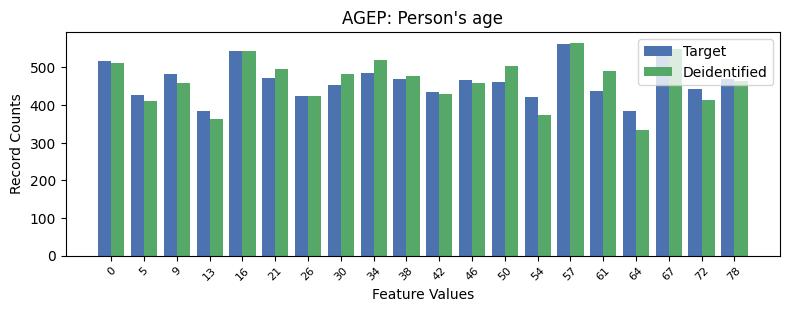 AGEP: Person's age
Target
Deidentified
Record Counts
500
400
300
200
100
0
0 5 9 13 16 21 26 30 34 38 42 46 50 54 57 61 64 67 72 78
Feature Values